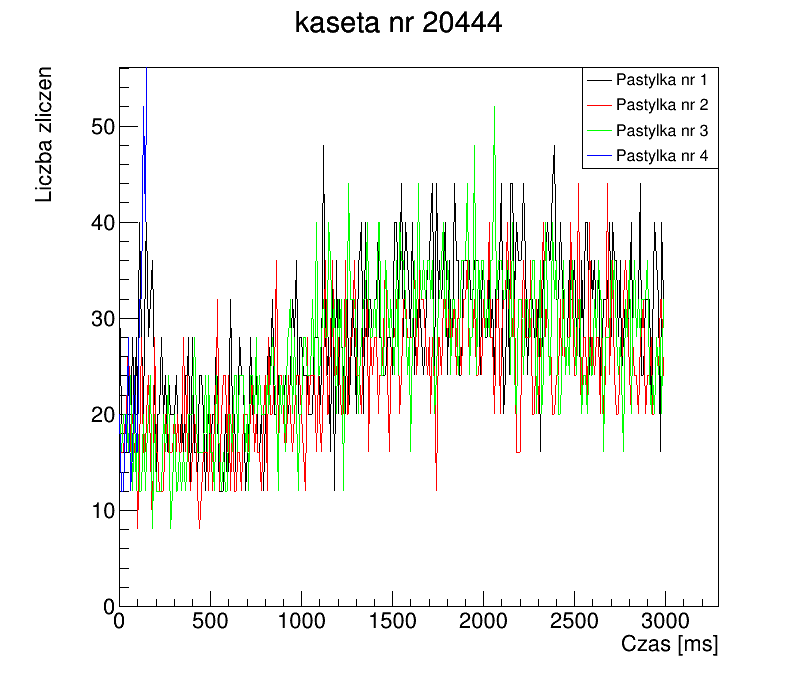 kaseta nr 20444
Liczba zliczen
Pastylka nr 1
Pastylka nr 2
Pastylka nr 3
Pastylka nr 4
50
40
30
20
10
0
0 500 1000 1500 2000 2500 3000
Czas [ms]